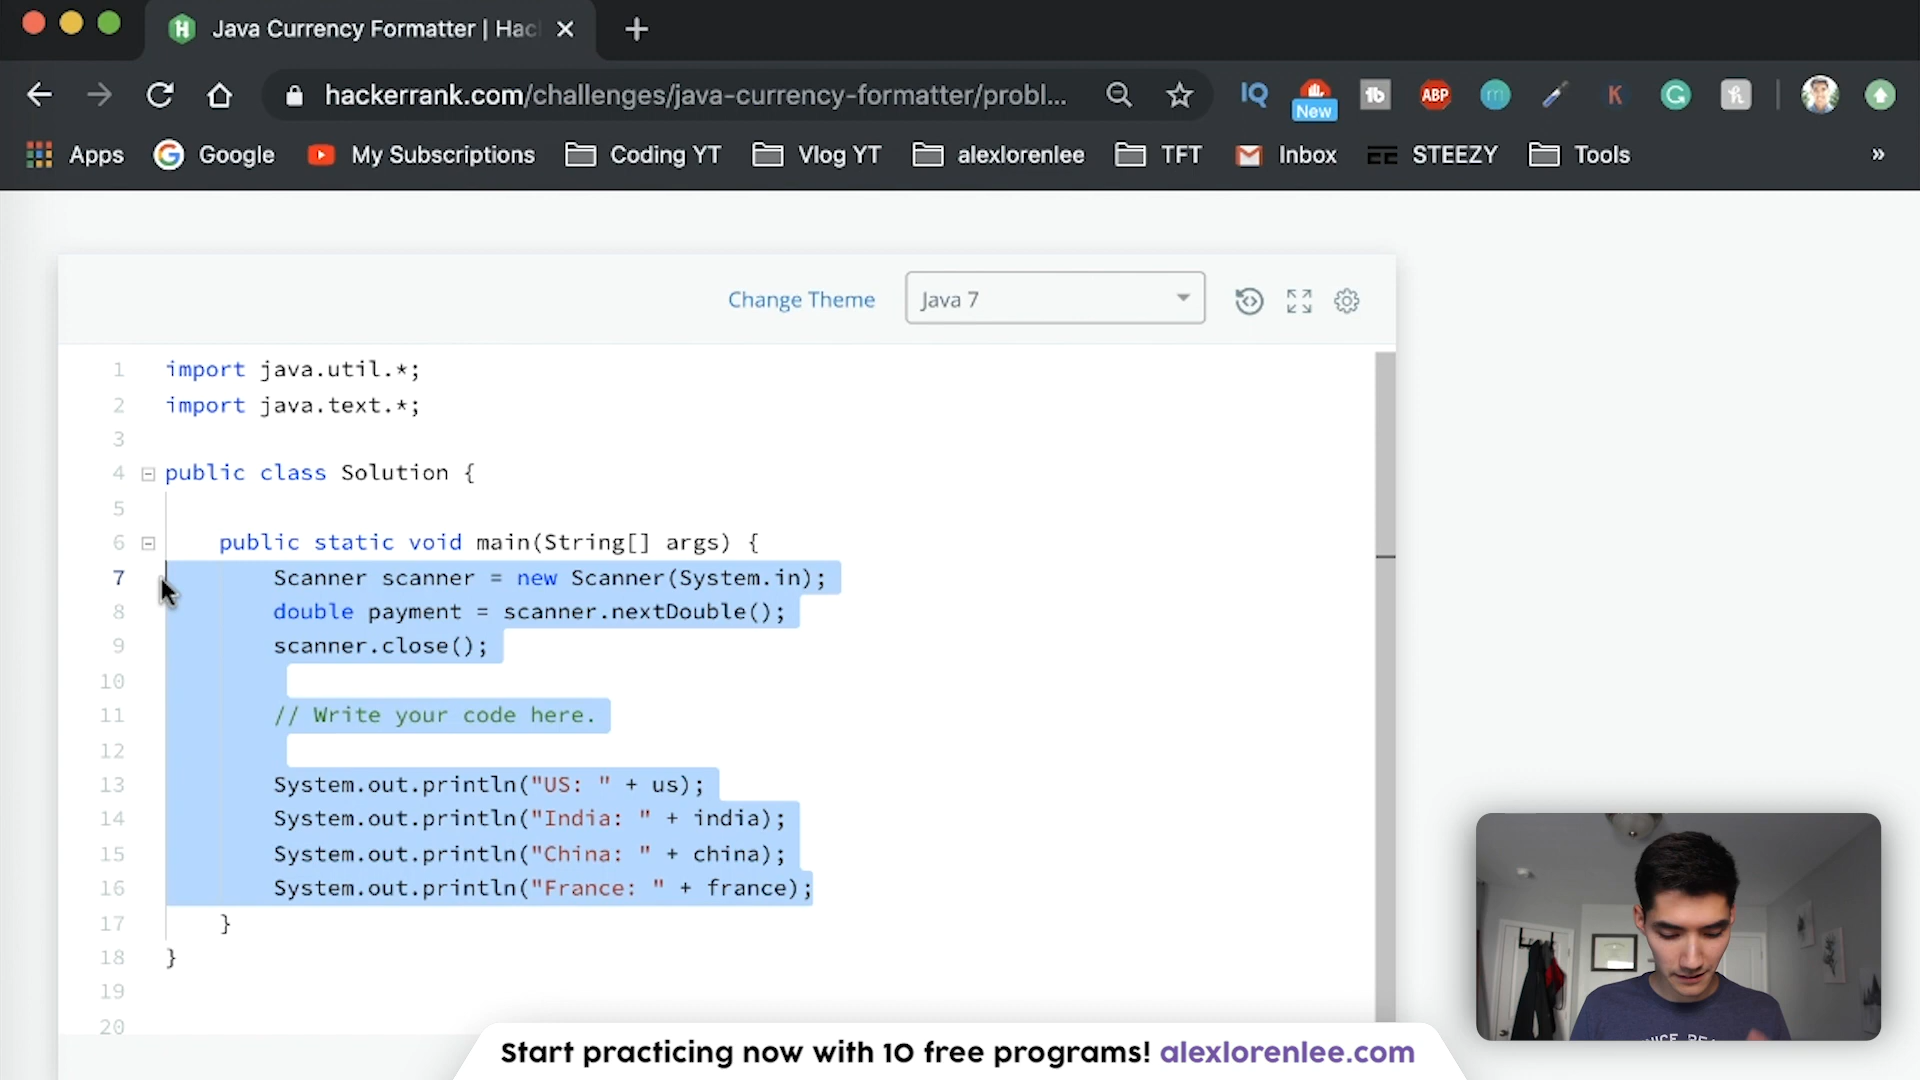 Java Currency Formatter | Hac
hackerrank.com/challenges/java-currency-formatter/probl...
IQ
New
tb
ABP
m
K
G
h
Apps
Google
My Subscriptions
Coding YT
Vlog YT
alexlorenlee
TFT
Inbox
STEEZY
Tools
»
Change Theme
Java 7
1 import java.util.*;
2 import java.text.*;
3
4 public class Solution {
5
6 public static void main(String[] args) {
7 Scanner scanner = new Scanner(System.in);
8 double payment = scanner.nextDouble();
9 scanner.close();
10
11 // Write your code here.
12
13 System.out.println("US: " + us);
14 System.out.println("India: " + india);
15 System.out.println("China: " + china);
16 System.out.println("France: " + france);
17 }
18 }
19
20
Start practicing now with 10 free programs! alexlorenlee.com